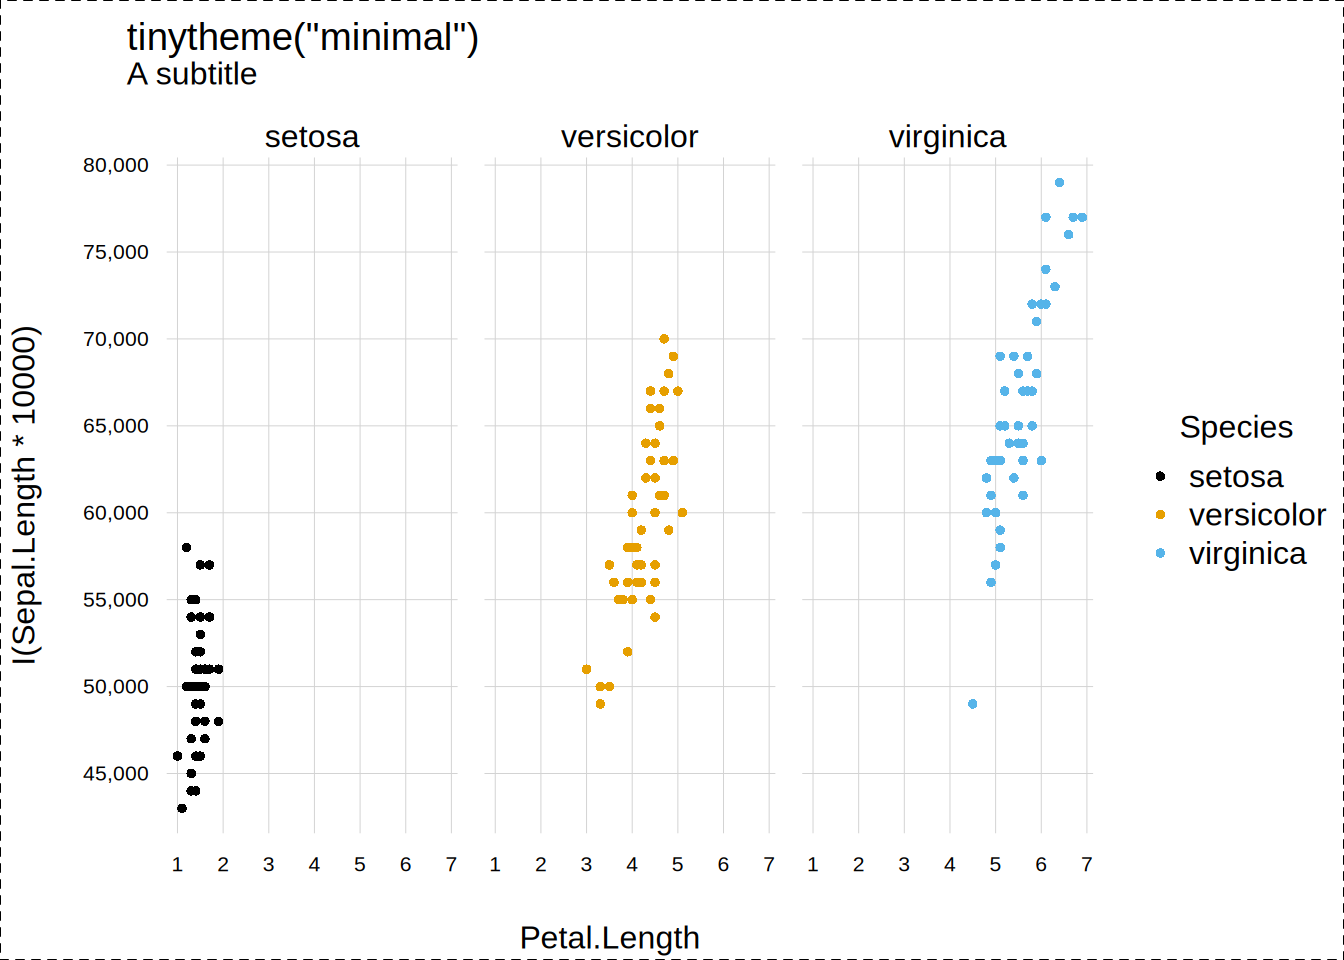 tinytheme("minimal")
A subtitle
setosa
versicolor
virginica
80,000
75,000
70,000
65,000
60,000
55,000
50,000
45,000
I(Sepal.Length * 10000)
1 2 3 4 5 6 7
1 2 3 4 5 6 7
1 2 3 4 5 6 7
Petal.Length
Species
setosa
versicolor
virginica